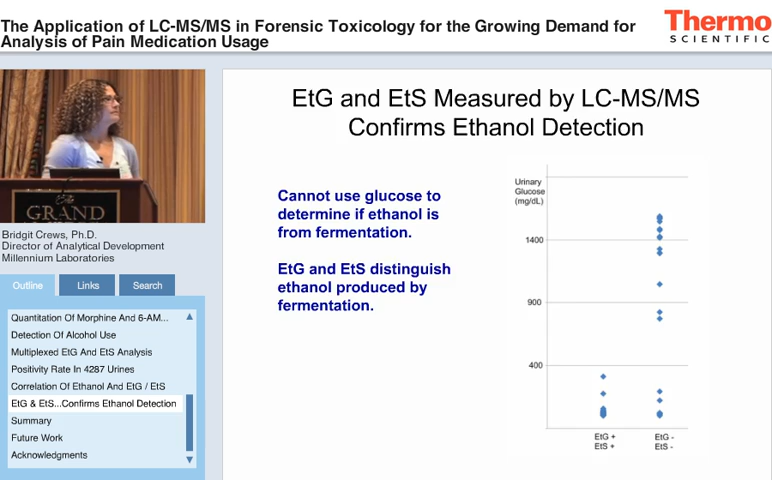 The Application of LC-MS/MS in Forensic Toxicology for the Growing Demand for
Analysis of Pain Medication Usage
Thermo
SCIENTIFIC
GRAND
Bridgit Crews, Ph.D.
Director of Analytical Development
Millennium Laboratories
Outline
Links
Search
Quantitation Of Morphine And 6-AM...
Detection Of Alcohol Use
Multiplexed EtG And EtS Analysis
Positivity Rate In 4287 Urines
Correlation Of Ethanol And EtG / EtS
EtG & EtS...Confirms Ethanol Detection
Summary
Future Work
Acknowledgments
EtG and EtS Measured by LC-MS/MS
Confirms Ethanol Detection
Cannot use glucose to
determine if ethanol is
from fermentation.
EtG and EtS distinguish
ethanol produced by
fermentation.
Urinary
Glucose
(mg/dL)
1400
900
400
EtG +
EtS +
EtG -
EtS -